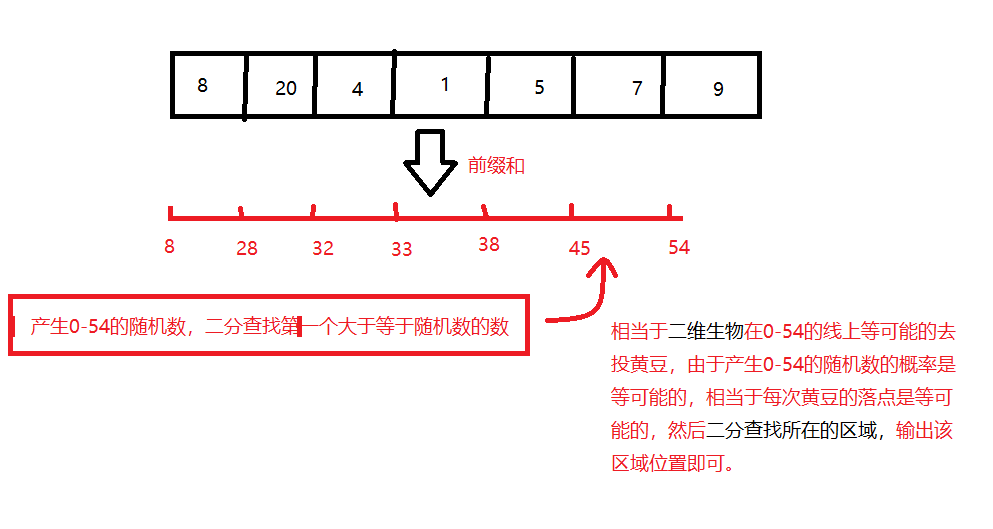 8 20 4 1 5 7 9
前缀和
8 28 32 33 38 45 54
产生0-54的随机数，二分查找第一个大于等于随机数的数
相当于二维生物在0-54的线上等可能的去
投黄豆，由于产生0-54的随机数的概率是
等可能的，相当于每次黄豆的落点是等可
能的，然后二分查找所在的区域，输出该
区域位置即可。